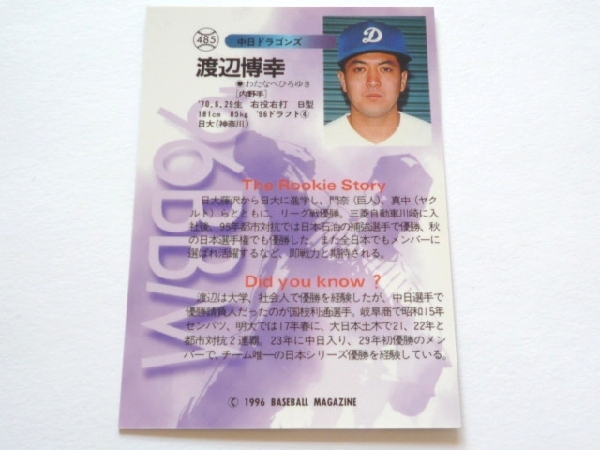 485
中日ドラゴンズ
D
渡辺博幸
●わたなべひろゆき
[内野手]
'70.6.29生 右投右打 B型
181cm 83kg '96ドラフト④
日大(神奈川)
The Rookie Story
日大藤沢から日大に進学し、門奈(巨人)、真中(ヤク
ルト)らとともに、リーグ戦優勝。三菱自動車川崎に入
社後、95年都市対抗では日本石油の補強選手で優勝、秋
の日本選手権でも優勝した。また全日本でもメンバーに
選ばれ活躍するなど、即戦力と期待される。
Did you know ?
渡辺は大学、社会人で優勝を経験したが、中日選手で
優勝請負人だったのが国枝利通選手。岐阜商で昭和15年
センバツ、明大では17年春に、大日本土木で21、22年と
都市対抗2連覇。23年に中日入り、29年初優勝のメン
バーで、チーム唯一の日本シリーズ優勝を経験している。
'96BBM
© 1996 BASEBALL MAGAZINE